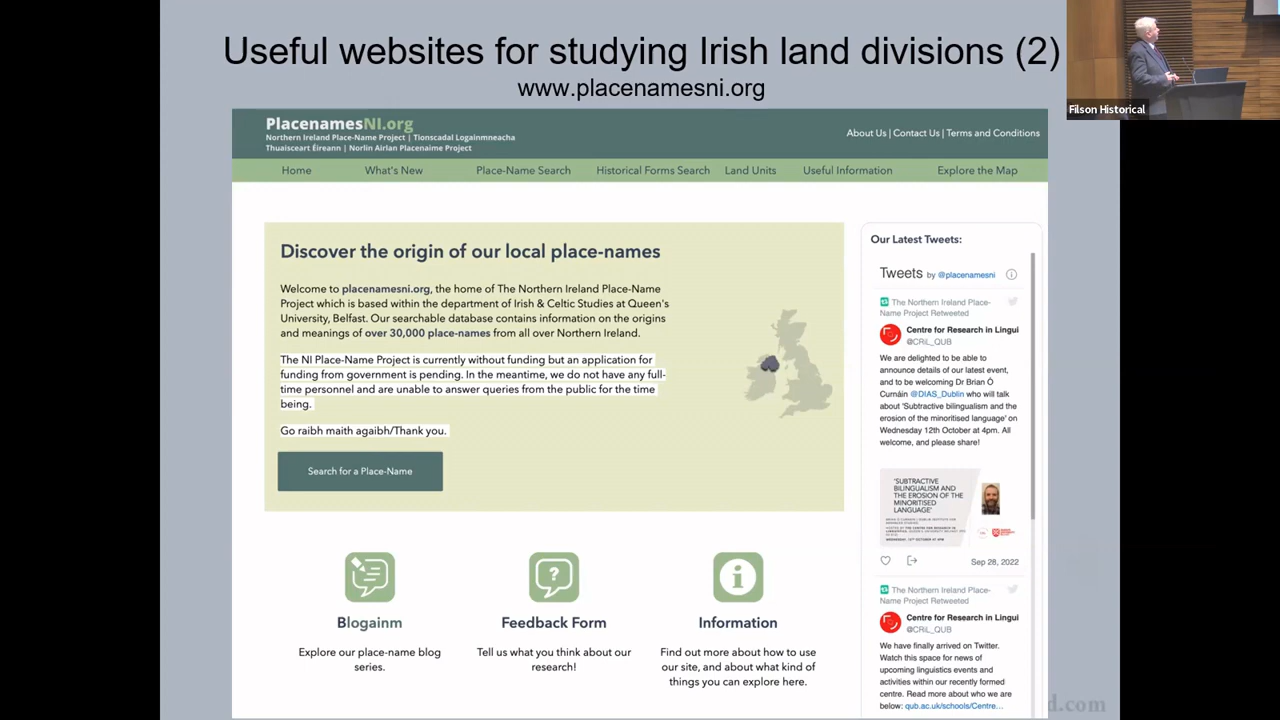 Useful websites for studying Irish land divisions (2)
www.placenamesni.org
Filson Historical
PlacenamesNI.org
Northern Ireland Place-Name Project | Tionscadal Logainmneacha
Thuaisceart Éireann | Norlin Airlan Placenaime Project
About Us | Contact Us | Terms and Conditions
Home
What's New
Place-Name Search
Historical Forms Search
Land Units
Useful Information
Explore the Map
Discover the origin of our local place-names
Welcome to placenamesni.org, the home of The Northern Ireland Place-Name
Project which is based within the department of Irish & Celtic Studies at Queen's
University, Belfast. Our searchable database contains information on the origins
and meanings of over 30,000 place-names from all over Northern Ireland.
The NI Place-Name Project is currently without funding but an application for
funding from government is pending. In the meantime, we do not have any full-
time personnel and are unable to answer queries from the public for the time
being.
Go raibh maith agaibh/Thank you.
Search for a Place-Name
Blogainm
Explore our place-name blog
series.
Feedback Form
Tell us what you think about our
research!
Information
Find out more about how to use
our site, and about what kind of
things you can explore here.
Our Latest Tweets:
Tweets by @placenamesni
The Northern Ireland Place-
Name Project Retweeted
Centre for Research in Lingui
@CRiL_QUB
We are delighted to be able to
announce details of our latest event,
and to be welcoming Dr Brian Ó
Curnáin @DIAS_Dublin who will talk
about 'Subtractive bilingualism and the
erosion of the minoritised language' on
Wednesday 12th October at 4pm. All
welcome, and please share!
'SUBTRACTIVE
BILINGUALISM AND
THE EROSION OF THE
MINORITISED
LANGUAGE'
Sep 28, 2022
The Northern Ireland Place-
Name Project Retweeted
Centre for Research in Lingui
@CRiL_QUB
We have finally arrived on Twitter.
Watch this space for news of
upcoming linguistics events and
activities within our recently formed
centre. Read more about who we are
below: qub.ac.uk/schools/Centre...
d.com